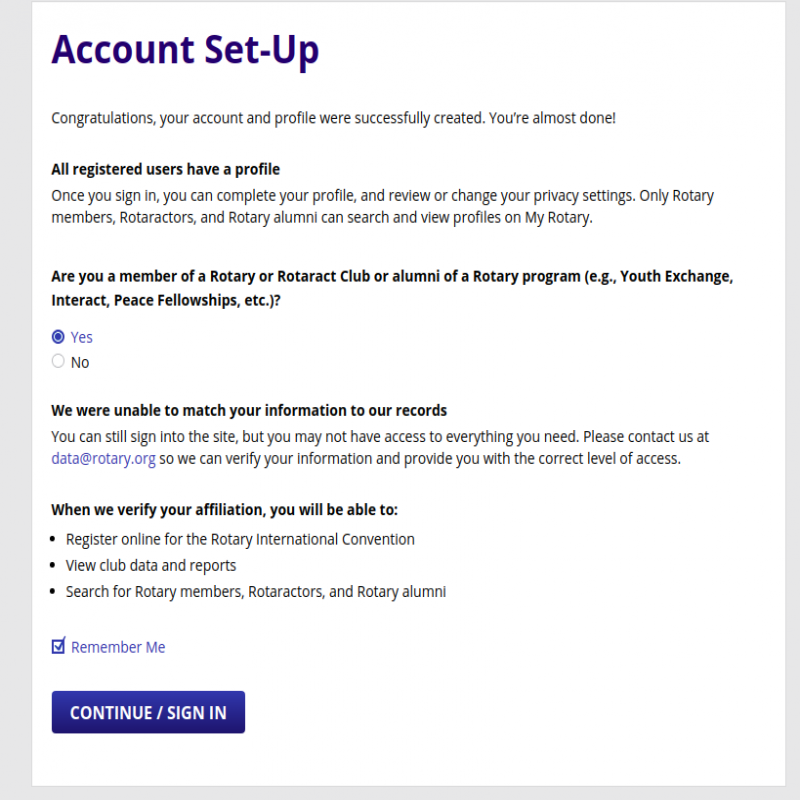 Account Set-Up
Congratulations, your account and profile were successfully created. You’re almost done!
All registered users have a profile
Once you sign in, you can complete your profile, and review or change your privacy settings. Only Rotary
members, Rotaractors, and Rotary alumni can search and view profiles on My Rotary.
Are you a member of a Rotary or Rotaract Club or alumni of a Rotary program (e.g., Youth Exchange,
Interact, Peace Fellowships, etc.)?
Yes
No
We were unable to match your information to our records
You can still sign into the site, but you may not have access to everything you need. Please contact us at
data@rotary.org so we can verify your information and provide you with the correct level of access.
When we verify your affiliation, you will be able to:
• Register online for the Rotary International Convention
• View club data and reports
• Search for Rotary members, Rotaractors, and Rotary alumni
Remember Me
CONTINUE / SIGN IN